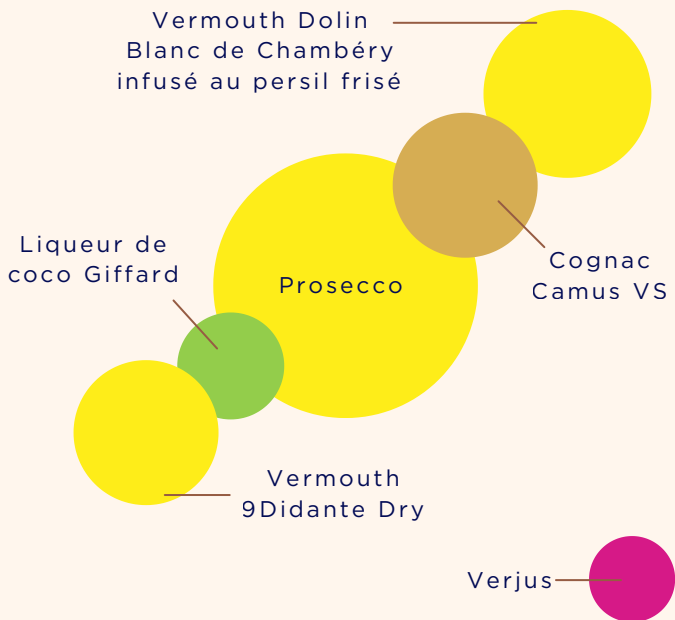 Vermouth Dolin
Blanc de Chambéry
infusé au persil frisé
Liqueur de
coco Giffard
Prosecco
Cognac
Camus VS
Vermouth
9Didante Dry
Verjus